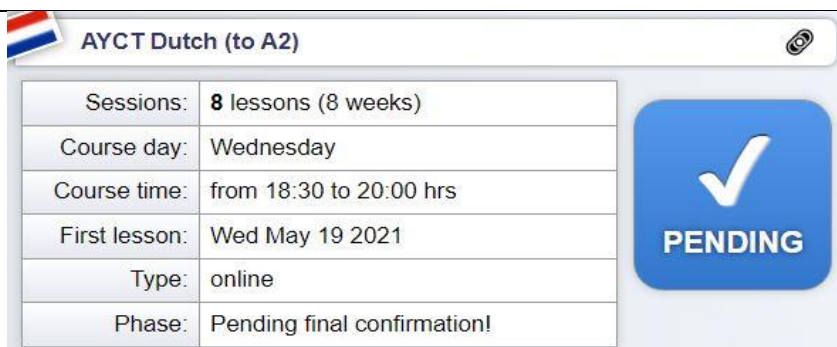 AYCT Dutch (to A2)
Sessions: 8 lessons (8 weeks)
Course day: Wednesday
Course time: from 18:30 to 20:00 hrs
First lesson: Wed May 19 2021
Type: online
Phase: Pending final confirmation!
PENDING